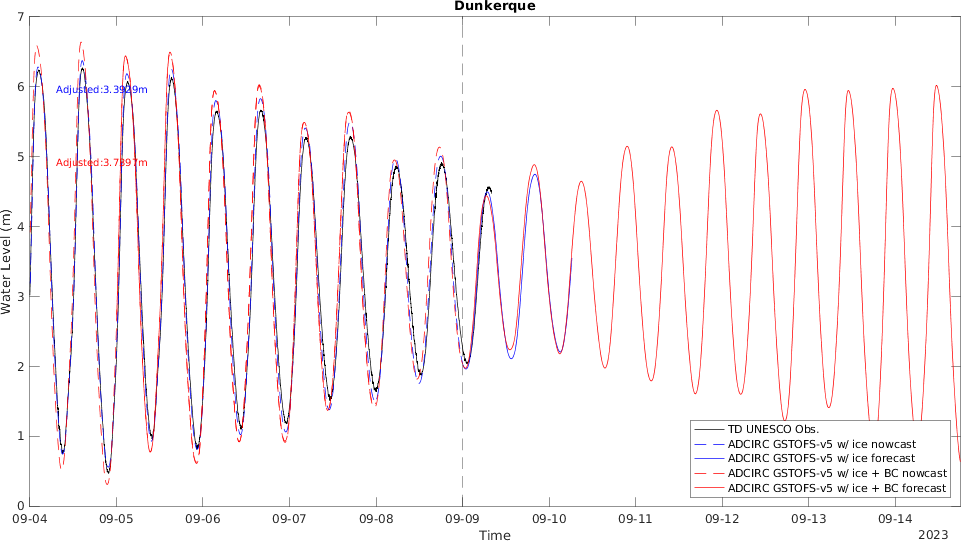 Dunkerque
7
6
5
4
3
2
1
0
Water Level (m)
Adjusted:3.3929m
Adjusted:3.7397m
TD UNESCO Obs.
ADCIRC GSTOFS-v5 w/ ice nowcast
ADCIRC GSTOFS-v5 w/ ice forecast
ADCIRC GSTOFS-v5 w/ ice + BC nowcast
ADCIRC GSTOFS-v5 w/ ice + BC forecast
09-04 09-05 09-06 09-07 09-08 09-09 09-10 09-11 09-12 09-13 09-14
Time
2023